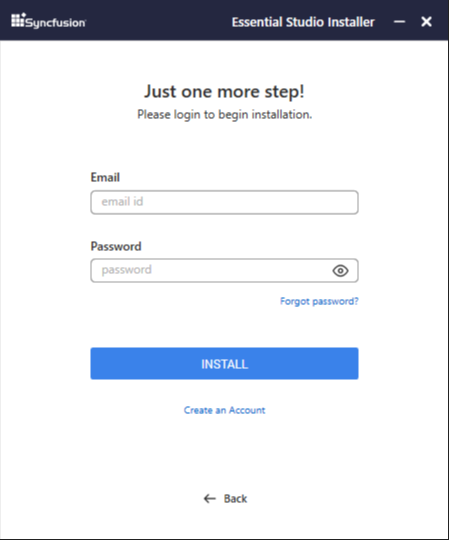 Syncfusion
Essential Studio Installer
Just one more step!
Please login to begin installation.
Email
email id
Password
password
Forgot password?
INSTALL
Create an Account
Back